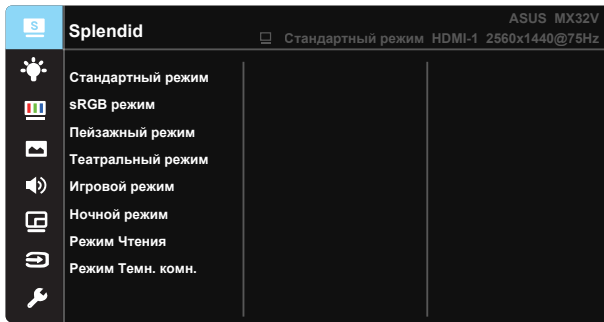 S
Splendid
ASUS MX32V
Стандартный режим HDMI-1 2560x1440@75Hz
Стандартный режим
sRGB режим
Пейзажный режим
Театральный режим
Игровой режим
Ночной режим
Режим Чтения
Режим Темн. комн.